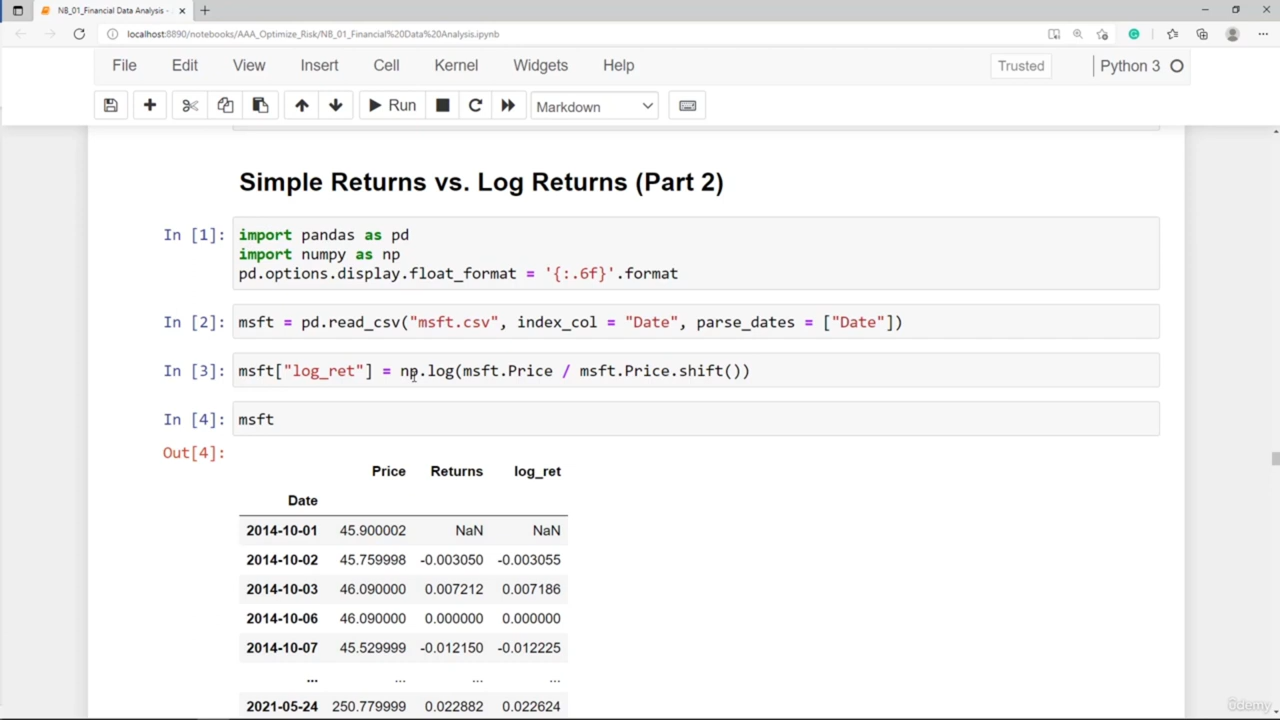 NB_01_Financial Data Analysis -
localhost:8890/notebooks/AAA_Optimize_Risk/NB_01_Financial%20Data%20Analysis.ipynb
File Edit View Insert Cell Kernel Widgets Help Trusted Python 3
Run Markdown
Simple Returns vs. Log Returns (Part 2)
In [1]: import pandas as pd
import numpy as np
pd.options.display.float_format = '{:.6f}'.format
In [2]: msft = pd.read_csv("msft.csv", index_col = "Date", parse_dates = ["Date"])
In [3]: msft["log_ret"] = np.log(msft.Price / msft.Price.shift())
In [4]: msft
Out[4]:
Price Returns log_ret
Date
2014-10-01 45.900002 NaN NaN
2014-10-02 45.759998 -0.003050 -0.003055
2014-10-03 46.090000 0.007212 0.007186
2014-10-06 46.090000 0.000000 0.000000
2014-10-07 45.529999 -0.012150 -0.012225
... ... ... ...
2021-05-24 250.779999 0.022882 0.022624
ûdemy